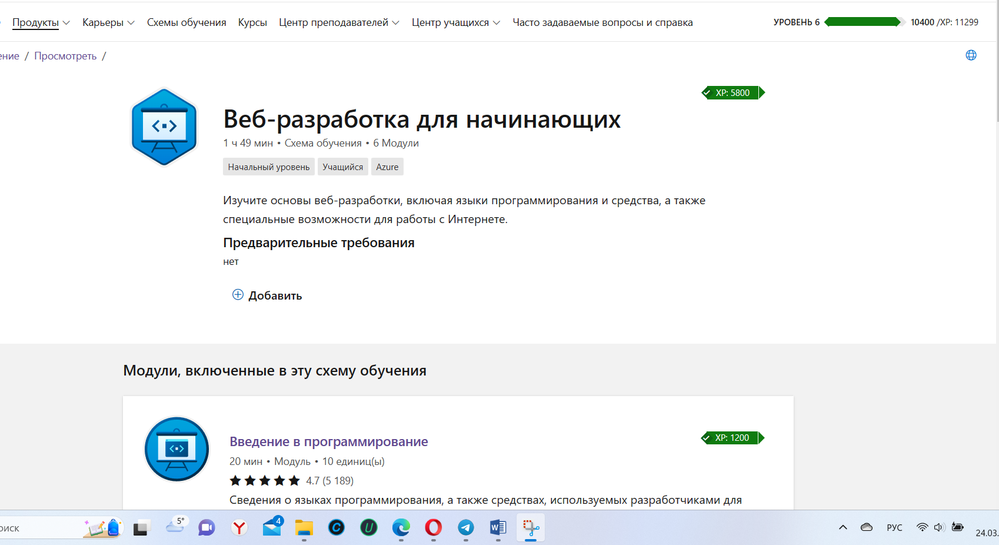 Продукты Карьеры Схемы обучения Курсы Центр преподавателей Центр учащихся Часто задаваемые вопросы и справка УРОВЕНЬ 6 10400 /XP: 11299
ение / Просмотреть /
XP: 5800
Веб-разработка для начинающих
1 ч 49 мин • Схема обучения • 6 Модули
Начальный уровень Учащийся Azure
Изучите основы веб-разработки, включая языки программирования и средства, а также
специальные возможности для работы с Интернете.
Предварительные требования
нет
Добавить
Модули, включенные в эту схему обучения
Введение в программирование
XP: 1200
20 мин • Модуль • 10 единиц(ы)
4.7 (5 189)
Сведения о языках программирования, а также средствах, используемых разработчиками для
оиск 5° 4 РУС 24.03.